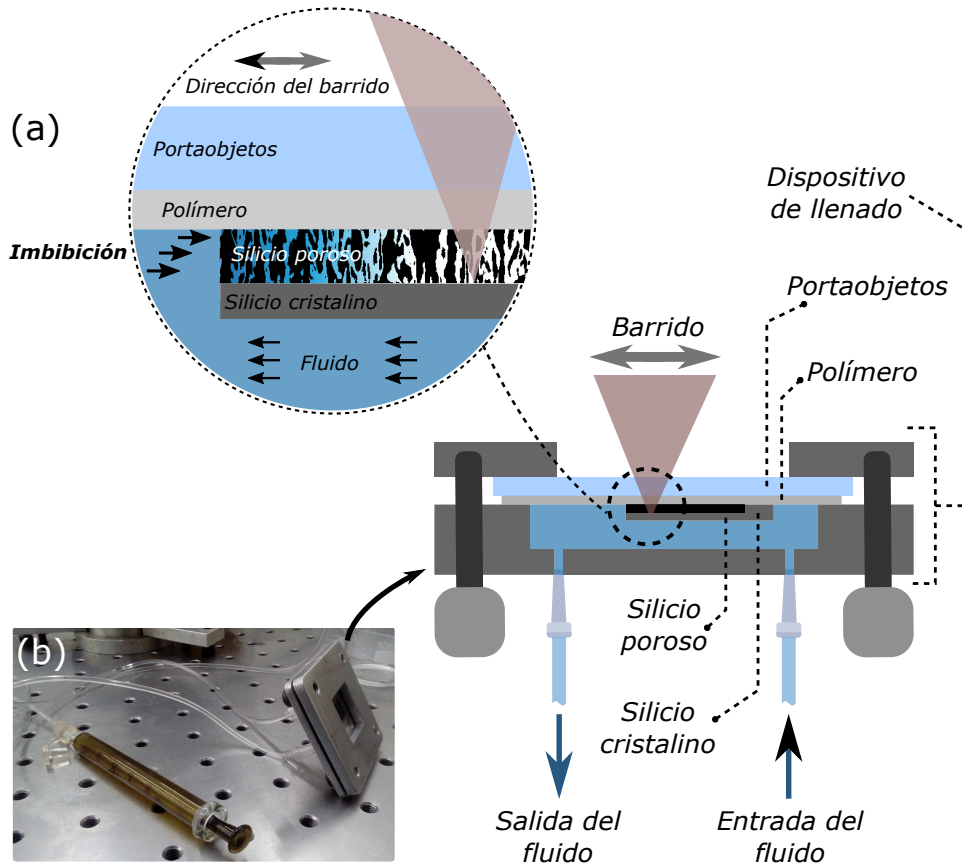 (a)
Dirección del barrido
Portaobjetos
Polímero
Imbibición
Silicio poroso
Silicio cristalino
Fluido
Dispositivo
de llenado
Portaobjetos
Barrido
Polímero
Silicio
poroso
Silicio
cristalino
Salida del
fluido
Entrada del
fluido
(b)